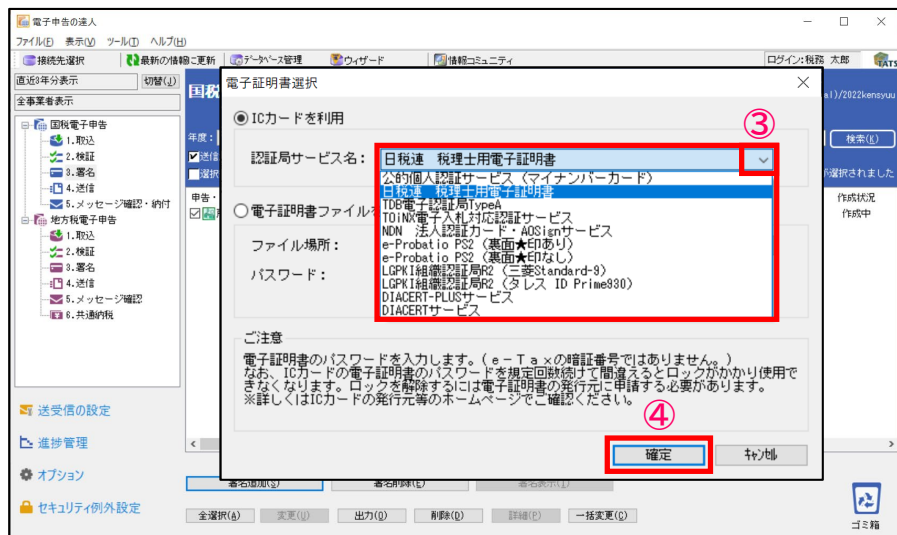 電子申告の達人
ファイル(F) 表示(V) ツール(T) ヘルプ(H)
接続先選択 最新の情報に更新 データベース管理 ウィザード 情報コミュニティ ログイン:税務 太郎 TATS
直近3年分表示 切替(J)
全事業者表示
国税電子申告
1.取込
2.検証
3.署名
4.送信
5.メッセージ確認・納付
地方税電子申告
1.取込
2.検証
3.署名
4.送信
5.メッセージ確認
6.共通納税
送受信の設定
進捗管理
オプション
セキュリティ例外設定
国税
al)/2022kensyuu
年度:
検索(K)
送信
選択
が選択されました
申告・
作成状況
作成中
電子証明書選択
ICカードを利用
③
認証局サービス名: 日税連 税理士用電子証明書
公的個人認証サービス(マイナンバーカード)
日税連 税理士用電子証明書
TDB電子認証局TypeA
TOiNX電子入札対応認証サービス
NDN 法人認証カード・AOSignサービス
e-Probatio PS2(裏面★印あり)
e-Probatio PS2(裏面★印なし)
LGPKI組織認証局R2(三菱Standard-9)
LGPKI組織認証局R2(タレス ID Prime930)
DIACERT-PLUSサービス
DIACERTサービス
電子証明書ファイルを
ファイル場所:
パスワード:
ご注意
電子証明書のパスワードを入力します。(e-Taxの暗証番号ではありません。)
なお、ICカードの電子証明書のパスワードを規定回数続けて間違えるとロックがかかり使用で
きなくなります。ロックを解除するには電子証明書の発行元に申請する必要があります。
※詳しくはICカードの発行元等のホームページでご確認ください。
④
確定 キャンセル
署名追加(S) 署名削除(E) 署名表示(I)
全選択(A) 変更(U) 出力(O) 削除(D) 詳細(P) 一括変更(C)
ゴミ箱